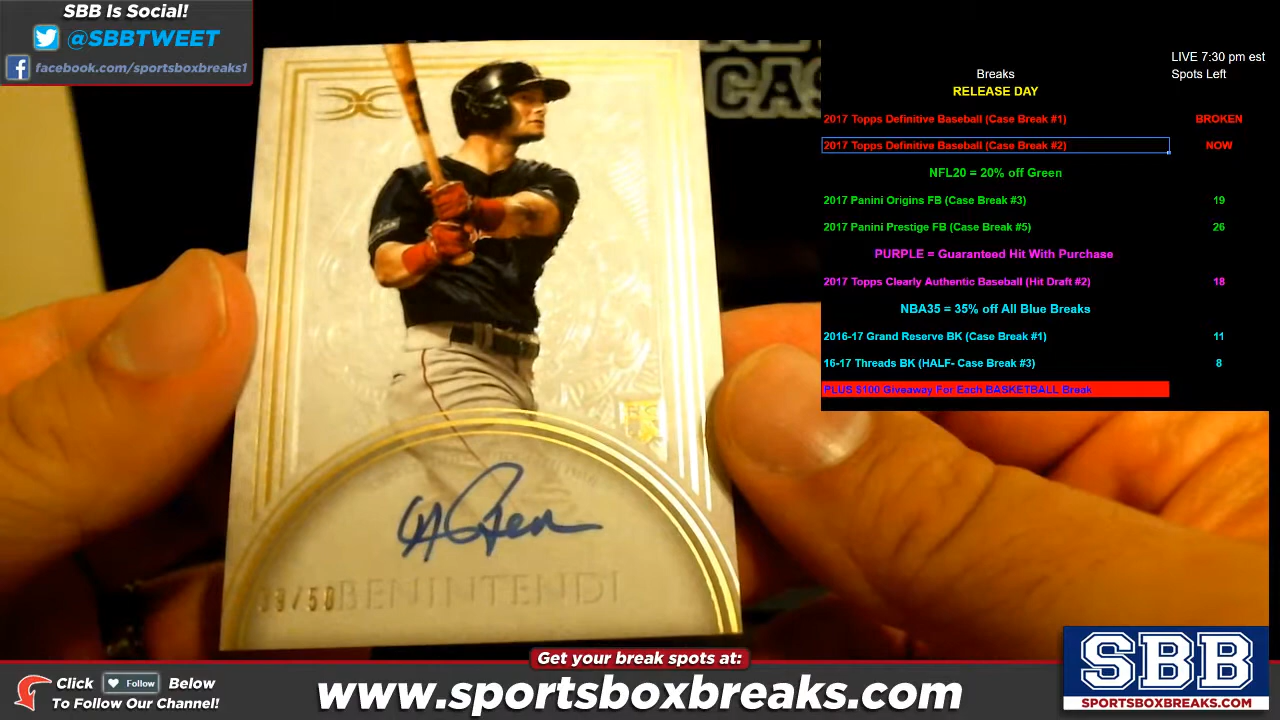 SBB Is Social!
@SBBTWEET
facebook.com/sportsboxbreaks1
LIVE 7:30 pm est
Breaks
Spots Left
RELEASE DAY
2017 Topps Definitive Baseball (Case Break #1) BROKEN
2017 Topps Definitive Baseball (Case Break #2) NOW
NFL20 = 20% off Green
2017 Panini Origins FB (Case Break #3) 19
2017 Panini Prestige FB (Case Break #5) 26
PURPLE = Guaranteed Hit With Purchase
2017 Topps Clearly Authentic Baseball (Hit Draft #2) 18
NBA35 = 35% off All Blue Breaks
2016-17 Grand Reserve BK (Case Break #1) 11
16-17 Threads BK (HALF- Case Break #3) 8
PLUS $100 Giveaway For Each BASKETBALL Break
BENINTENDI
Get your break spots at:
Click Follow Below
To Follow Our Channel!
www.sportsboxbreaks.com
SBB
SPORTSBOXBREAKS.COM